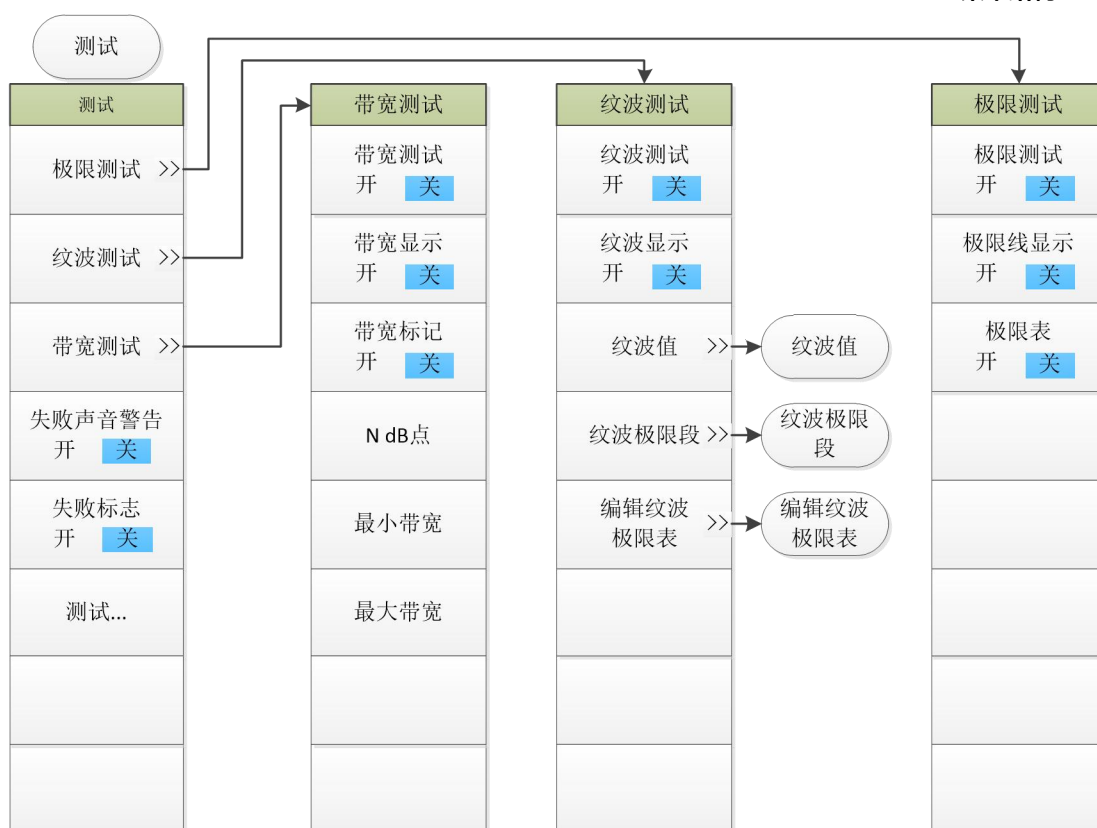 测试
测试
极限测试 >>
纹波测试 >>
带宽测试 >>
失败声音警告
开 关
失败标志
开 关
测试...
带宽测试
带宽测试
开 关
带宽显示
开 关
带宽标记
开 关
N dB点
最小带宽
最大带宽
纹波测试
纹波测试
开 关
纹波显示
开 关
纹波值 >>
纹波极限段 >>
编辑纹波 >>
极限表
纹波值
纹波极限
段
编辑纹波
极限表
极限测试
极限测试
开 关
极限线显示
开 关
极限表
开 关